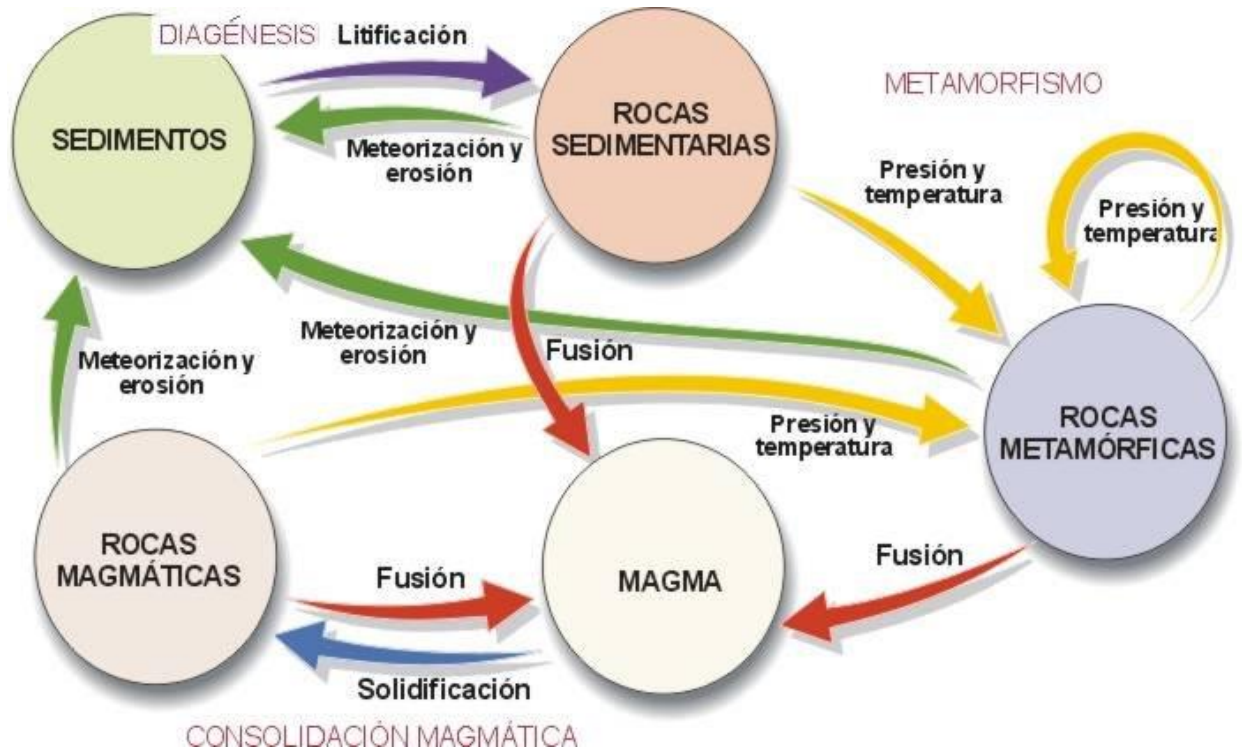 DIAGÉNESIS
Litificación
METAMORFISMO
SEDIMENTOS
ROCAS
SEDIMENTARIAS
Meteorización y
erosión
Presión y
temperatura
Presión y
temperatura
Meteorización y
erosión
Meteorización y
erosión
Fusión
Presión y
temperatura
ROCAS
METAMÓRFICAS
ROCAS
MAGMÁTICAS
Fusión
MAGMA
Fusión
Solidificación
CONSOLIDACIÓN MAGMÁTICA